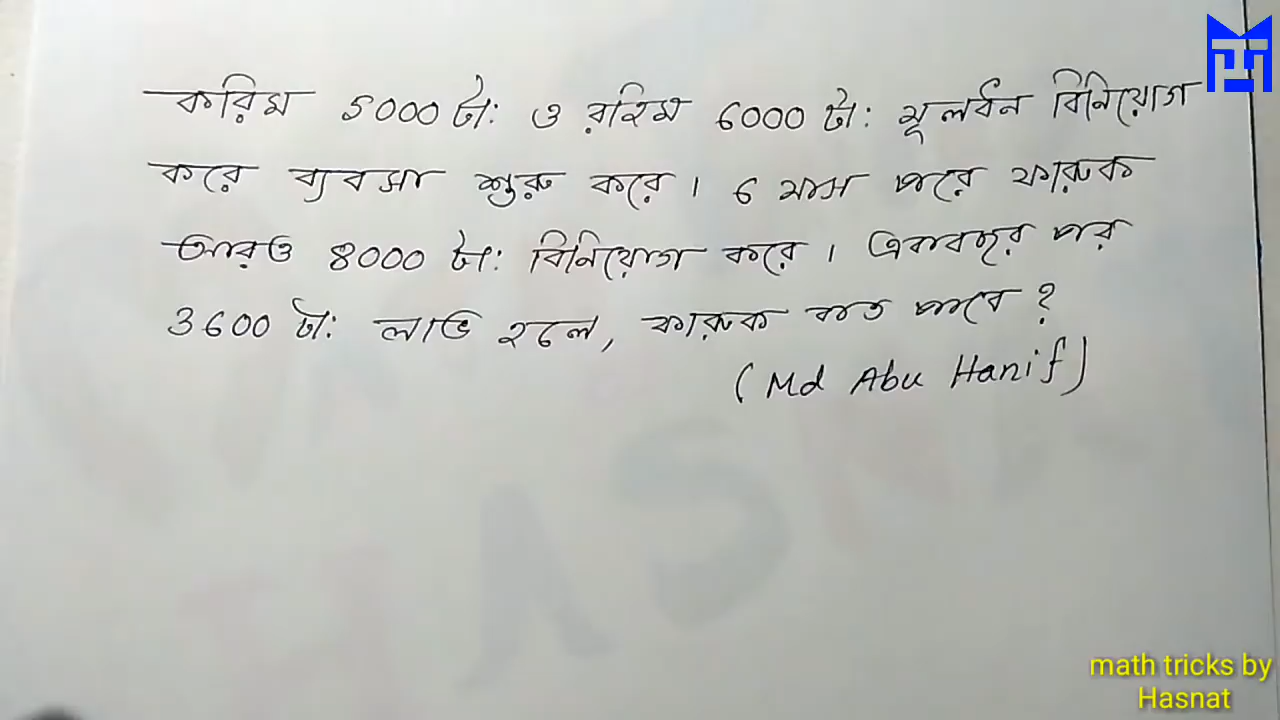 করিম 5000 টা: ও রহিম 6000 টা: মূলধন বিনিয়োগ
করে ব্যবসা শুরু করে। 6 মাস পরে ফারুক
আরও 8000 টা: বিনিয়োগ করে। একবছর পর
3600 টা: লাভ হলে, ফারুক কত পাবে?
(Md Abu Hanif)
math tricks by
Hasnat